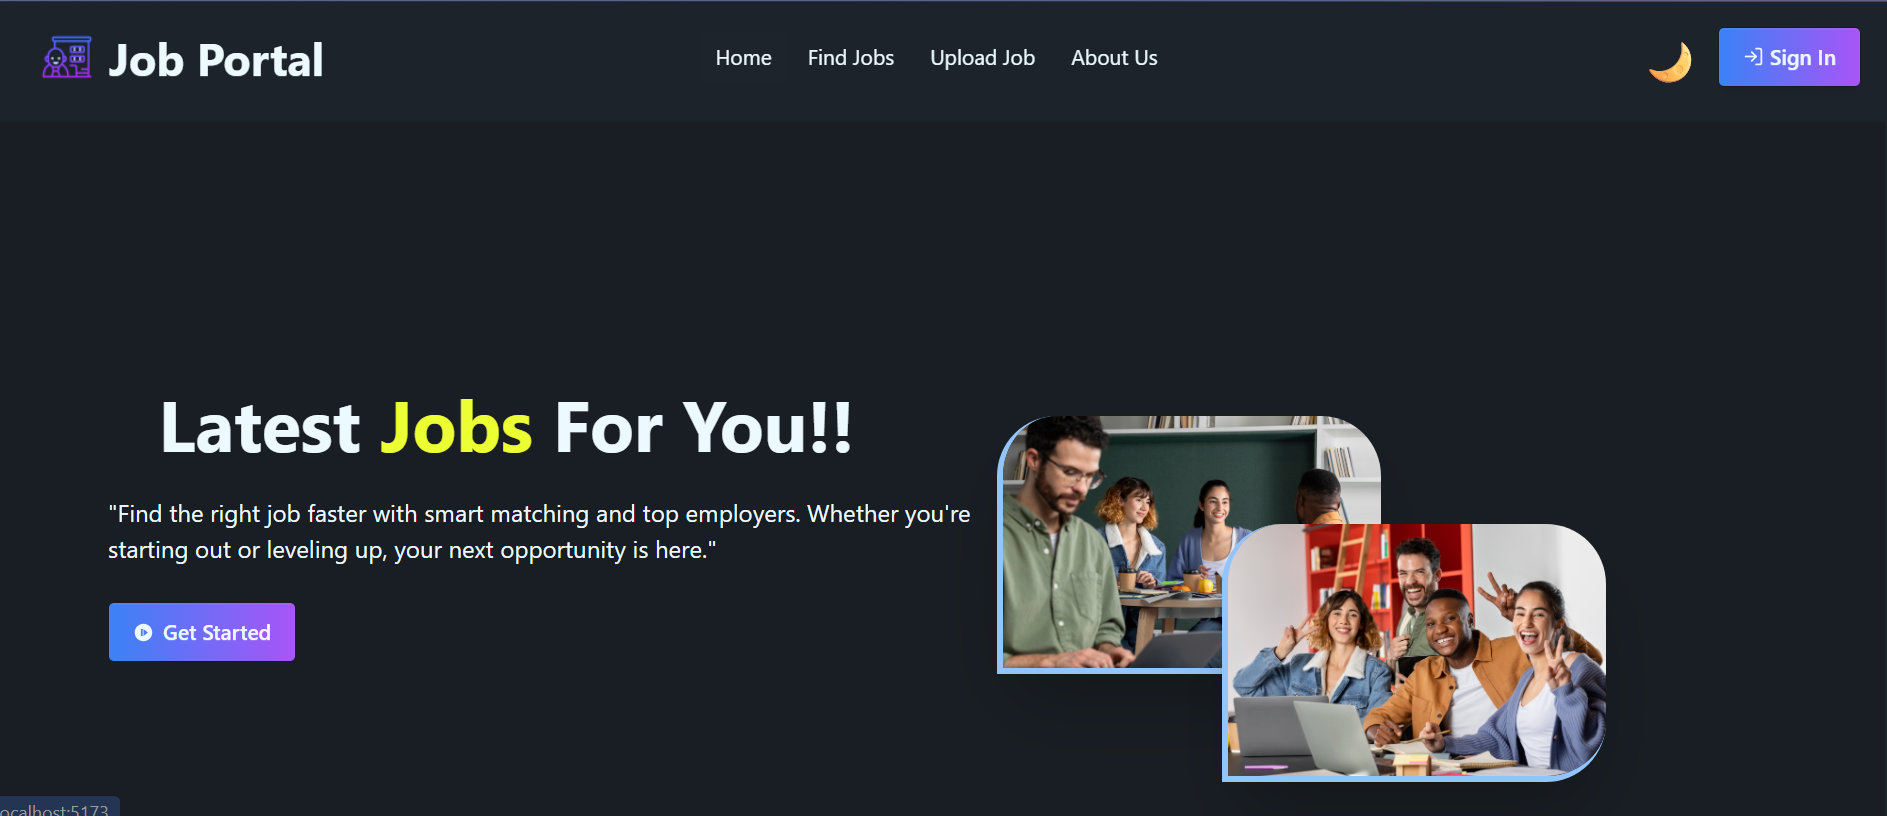 Job Portal
Home
Find Jobs
Upload Job
About Us
Sign In
Latest Jobs For You!!
"Find the right job faster with smart matching and top employers. Whether you're
starting out or leveling up, your next opportunity is here."
Get Started
ocalhost:5173